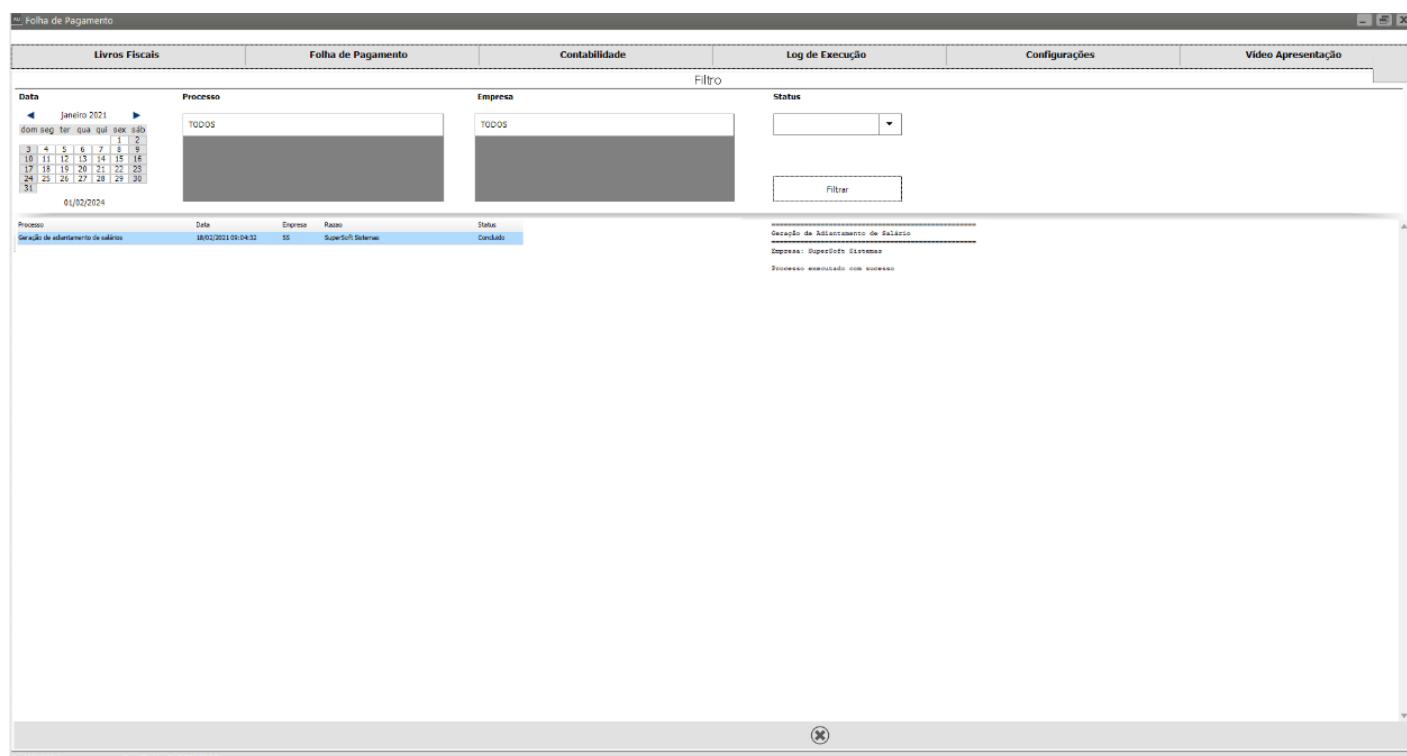 Folha de Pagamento
Livros Fiscais Folha de Pagamento Contabilidade Log de Execução Configurações Vídeo Apresentação
Filtro
Data Processo Empresa Status
Janeiro 2021
TODOS TODOS
dom seg ter qua qui sex sáb
1 2
3 4 5 6 7 8 9
10 11 12 13 14 15 16
17 18 19 20 21 22 23
24 25 26 27 28 29 30
31
Filtrar
01/02/2024
Processo Data Empresa Razao Status
Geração de adiantamento de salários 18/02/2021 09:04:32 SS SuperSoft Sistemas Concluído
==================================================
Geração de Adiantamento de Salário
==================================================
Empresa: SuperSoft Sistemas
Processo executado com sucesso